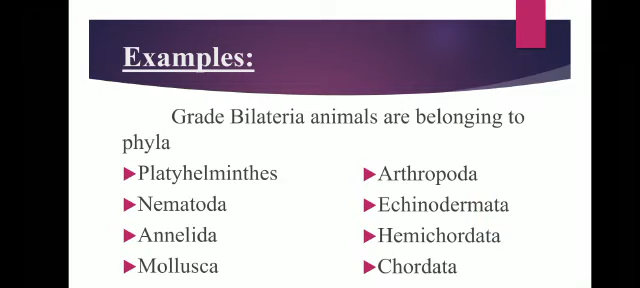 Examples:
Grade Bilateria animals are belonging to
phyla
Platyhelminthes
Nematoda
Annelida
Mollusca
Arthropoda
Echinodermata
Hemichordata
Chordata